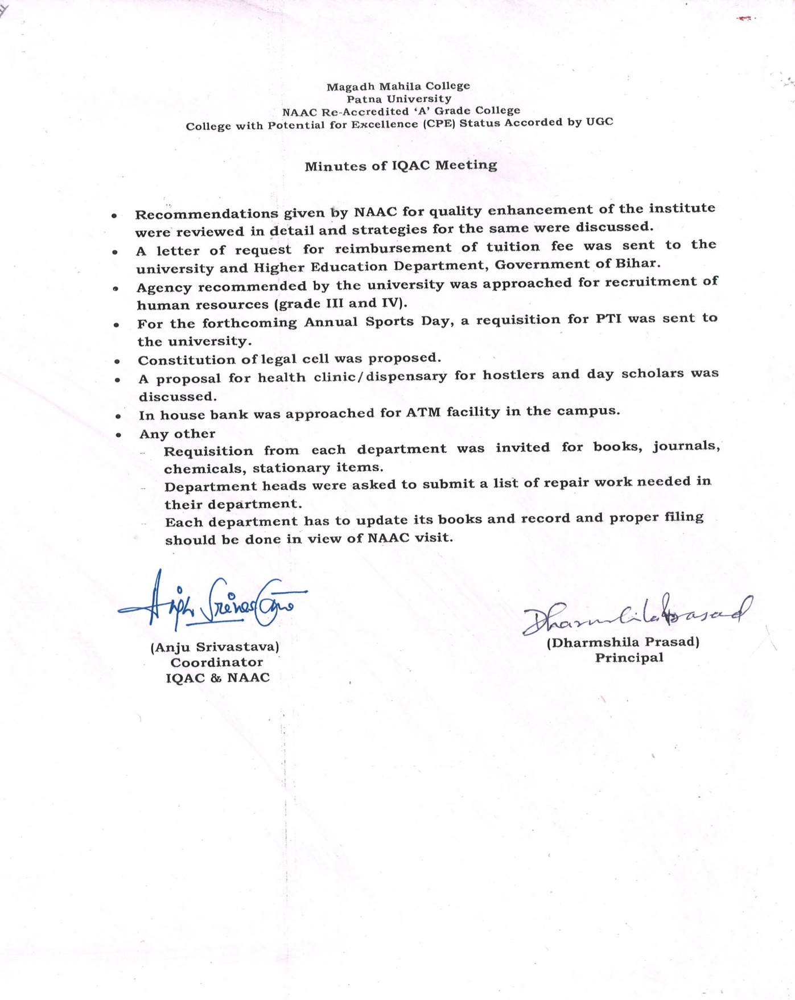 Magadh Mahila College
Patna University
NAAC Re-Accredited ‘A’ Grade College
College with Potential for Excellence (CPE) Status Accorded by UGC
Minutes of IQAC Meeting
• Recommendations given by NAAC for quality enhancement of the institute
were reviewed in detail and strategies for the same were discussed.
• A letter of request for reimbursement of tuition fee was sent to the
university and Higher Education Department, Government of Bihar.
• Agency recommended by the university was approached for recruitment of
human resources (grade III and IV).
• For the forthcoming Annual Sports Day, a requisition for PTI was sent to
the university.
• Constitution of legal cell was proposed.
• A proposal for health clinic/dispensary for hostlers and day scholars was
discussed.
• In house bank was approached for ATM facility in the campus.
• Any other
- Requisition from each department was invited for books, journals,
chemicals, stationary items.
- Department heads were asked to submit a list of repair work needed in
their department.
- Each department has to update its books and record and proper filing
should be done in view of NAAC visit.
Anju Srivastava
(Anju Srivastava)
Coordinator
IQAC & NAAC
Dharmshila Prasad
(Dharmshila Prasad)
Principal